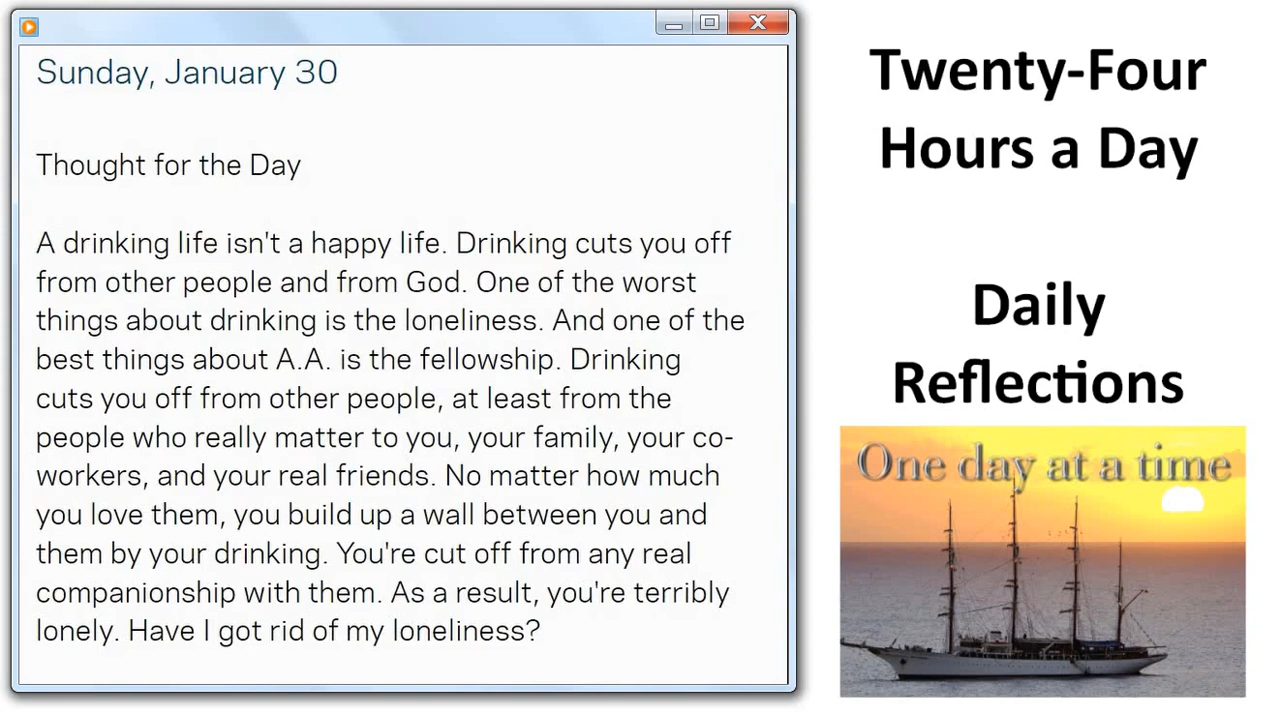 Sunday, January 30
Thought for the Day
A drinking life isn't a happy life. Drinking cuts you off
from other people and from God. One of the worst
things about drinking is the loneliness. And one of the
best things about A.A. is the fellowship. Drinking
cuts you off from other people, at least from the
people who really matter to you, your family, your co-
workers, and your real friends. No matter how much
you love them, you build up a wall between you and
them by your drinking. You're cut off from any real
companionship with them. As a result, you're terribly
lonely. Have I got rid of my loneliness?
Twenty-Four
Hours a Day
Daily
Reflections
One day at a time